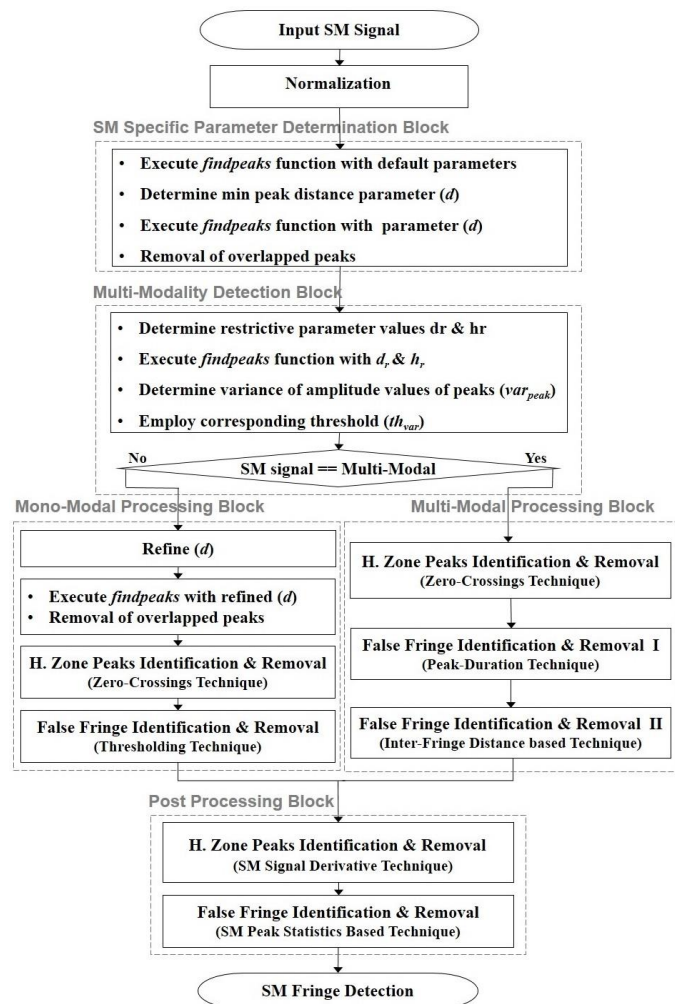 Input SM Signal
Normalization
SM Specific Parameter Determination Block
• Execute findpeaks function with default parameters
• Determine min peak distance parameter (d)
• Execute findpeaks function with parameter (d)
• Removal of overlapped peaks
Multi-Modality Detection Block
• Determine restrictive parameter values dr & hr
• Execute findpeaks function with d_r & h_r
• Determine variance of amplitude values of peaks (var_peak)
• Employ corresponding threshold (th_var)
No
Yes
SM signal == Multi-Modal
Mono-Modal Processing Block
Refine (d)
• Execute findpeaks with refined (d)
• Removal of overlapped peaks
H. Zone Peaks Identification & Removal
(Zero-Crossings Technique)
False Fringe Identification & Removal
(Thresholding Technique)
Multi-Modal Processing Block
H. Zone Peaks Identification & Removal
(Zero-Crossings Technique)
False Fringe Identification & Removal I
(Peak-Duration Technique)
False Fringe Identification & Removal II
(Inter-Fringe Distance based Technique)
Post Processing Block
H. Zone Peaks Identification & Removal
(SM Signal Derivative Technique)
False Fringe Identification & Removal
(SM Peak Statistics Based Technique)
SM Fringe Detection